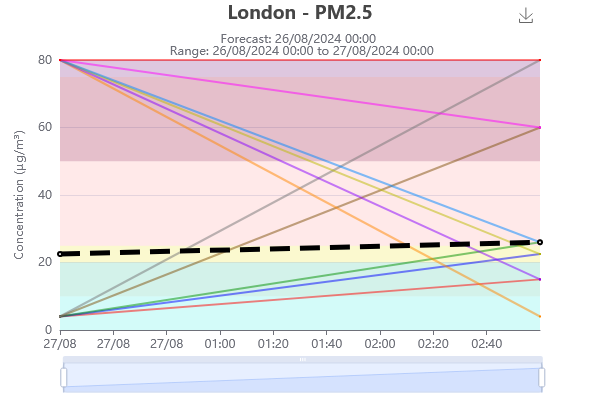 London - PM2.5
Forecast: 26/08/2024 00:00
Range: 26/08/2024 00:00 to 27/08/2024 00:00
Concentration (µg/m³)
80
60
40
20
0
27/08 27/08 27/08 01:00 01:20 01:40 02:00 02:20 02:40